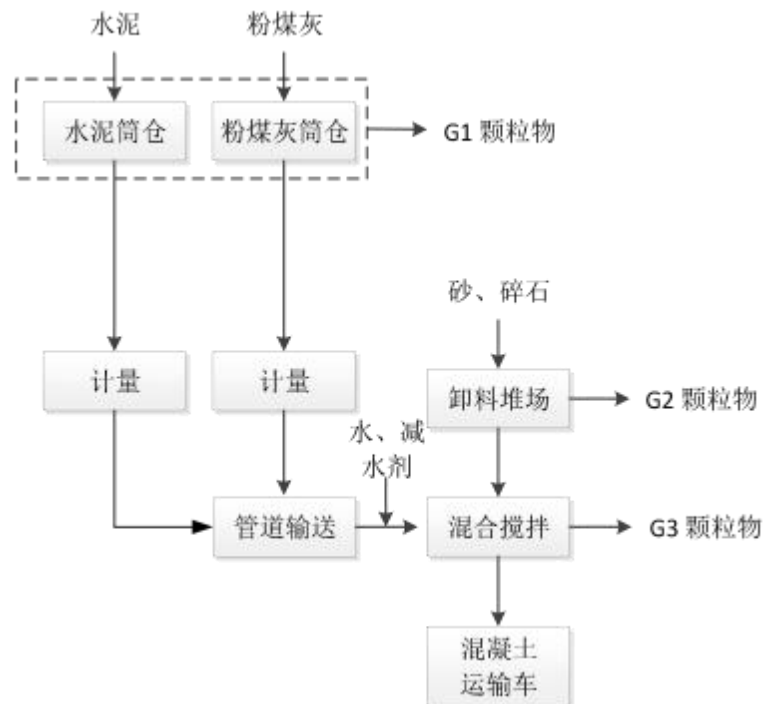 水泥
粉煤灰
水泥筒仓
粉煤灰筒仓
G1 颗粒物
砂、碎石
计量
计量
卸料堆场
G2 颗粒物
水、减
水剂
管道输送
混合搅拌
G3 颗粒物
混凝土
运输车